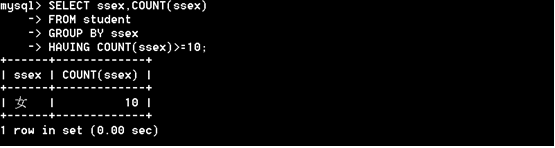 mysql> SELECT ssex,COUNT(ssex)
    -> FROM student
    -> GROUP BY ssex
    -> HAVING COUNT(ssex)>=10;
+------+-------------+
| ssex | COUNT(ssex) |
+------+-------------+
| 女   |          10 |
+------+-------------+
1 row in set (0.00 sec)